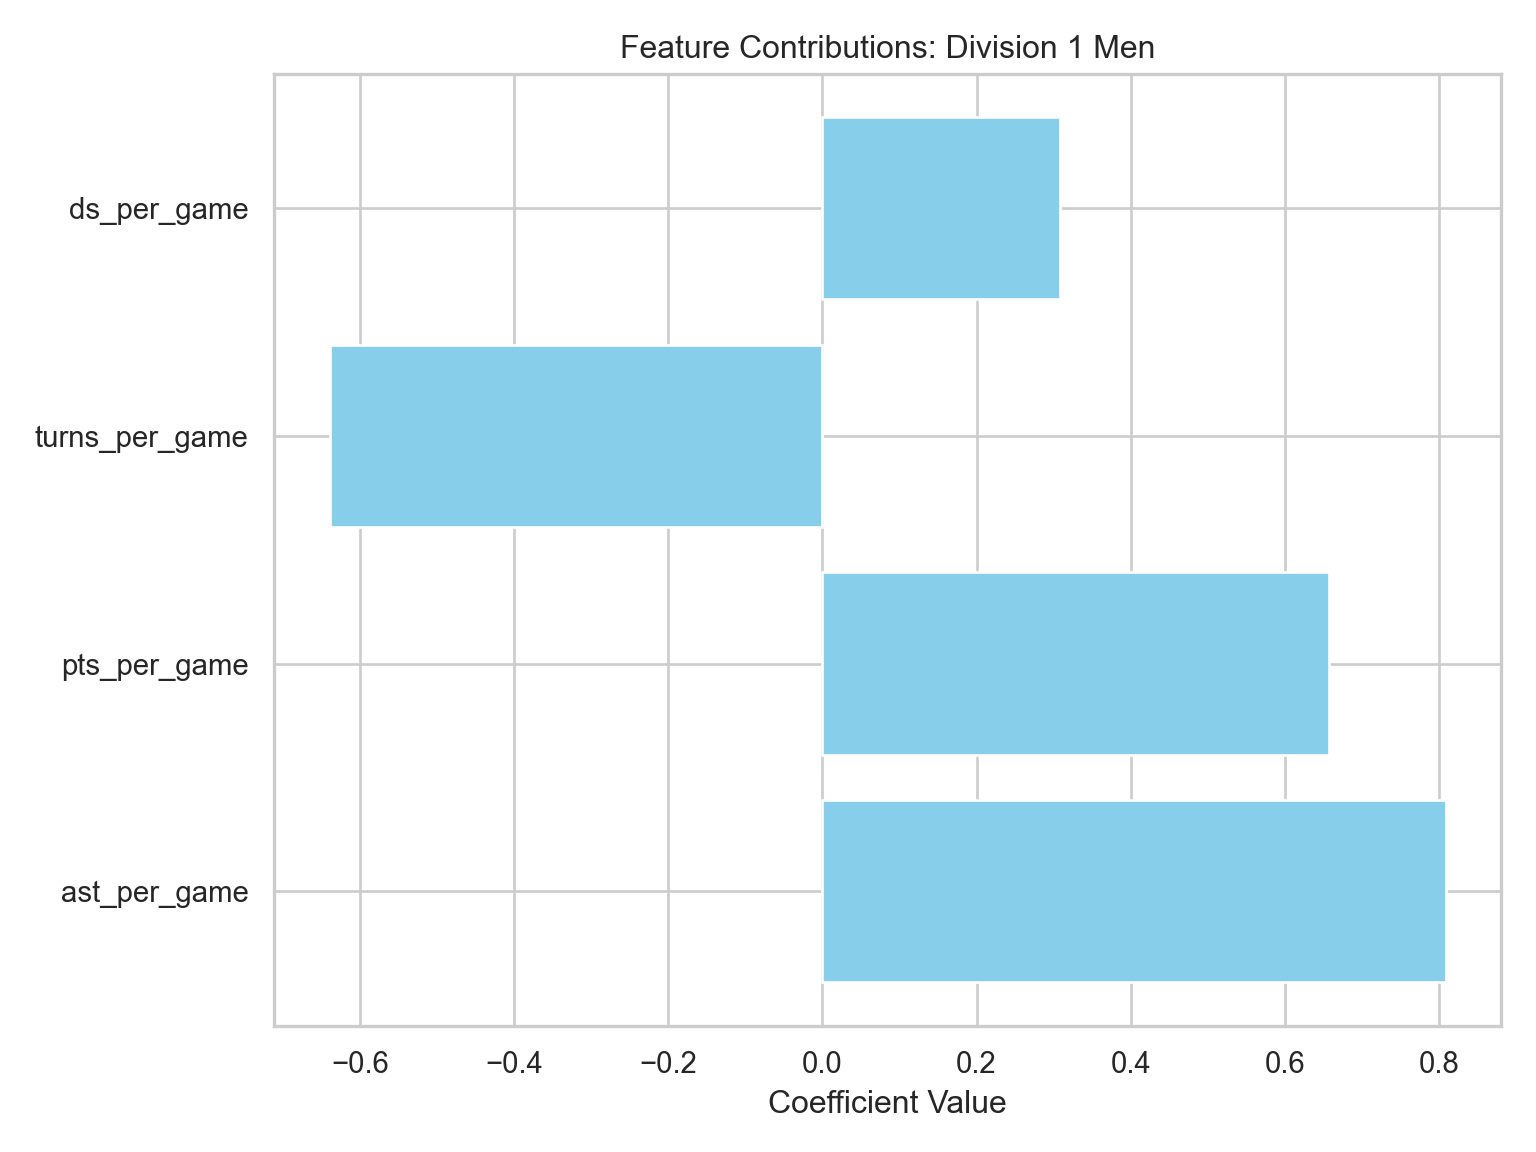 Feature Contributions: Division 1 Men
ds_per_game
turns_per_game
pts_per_game
ast_per_game
−0.6 −0.4 −0.2 0.0 0.2 0.4 0.6 0.8
Coefficient Value